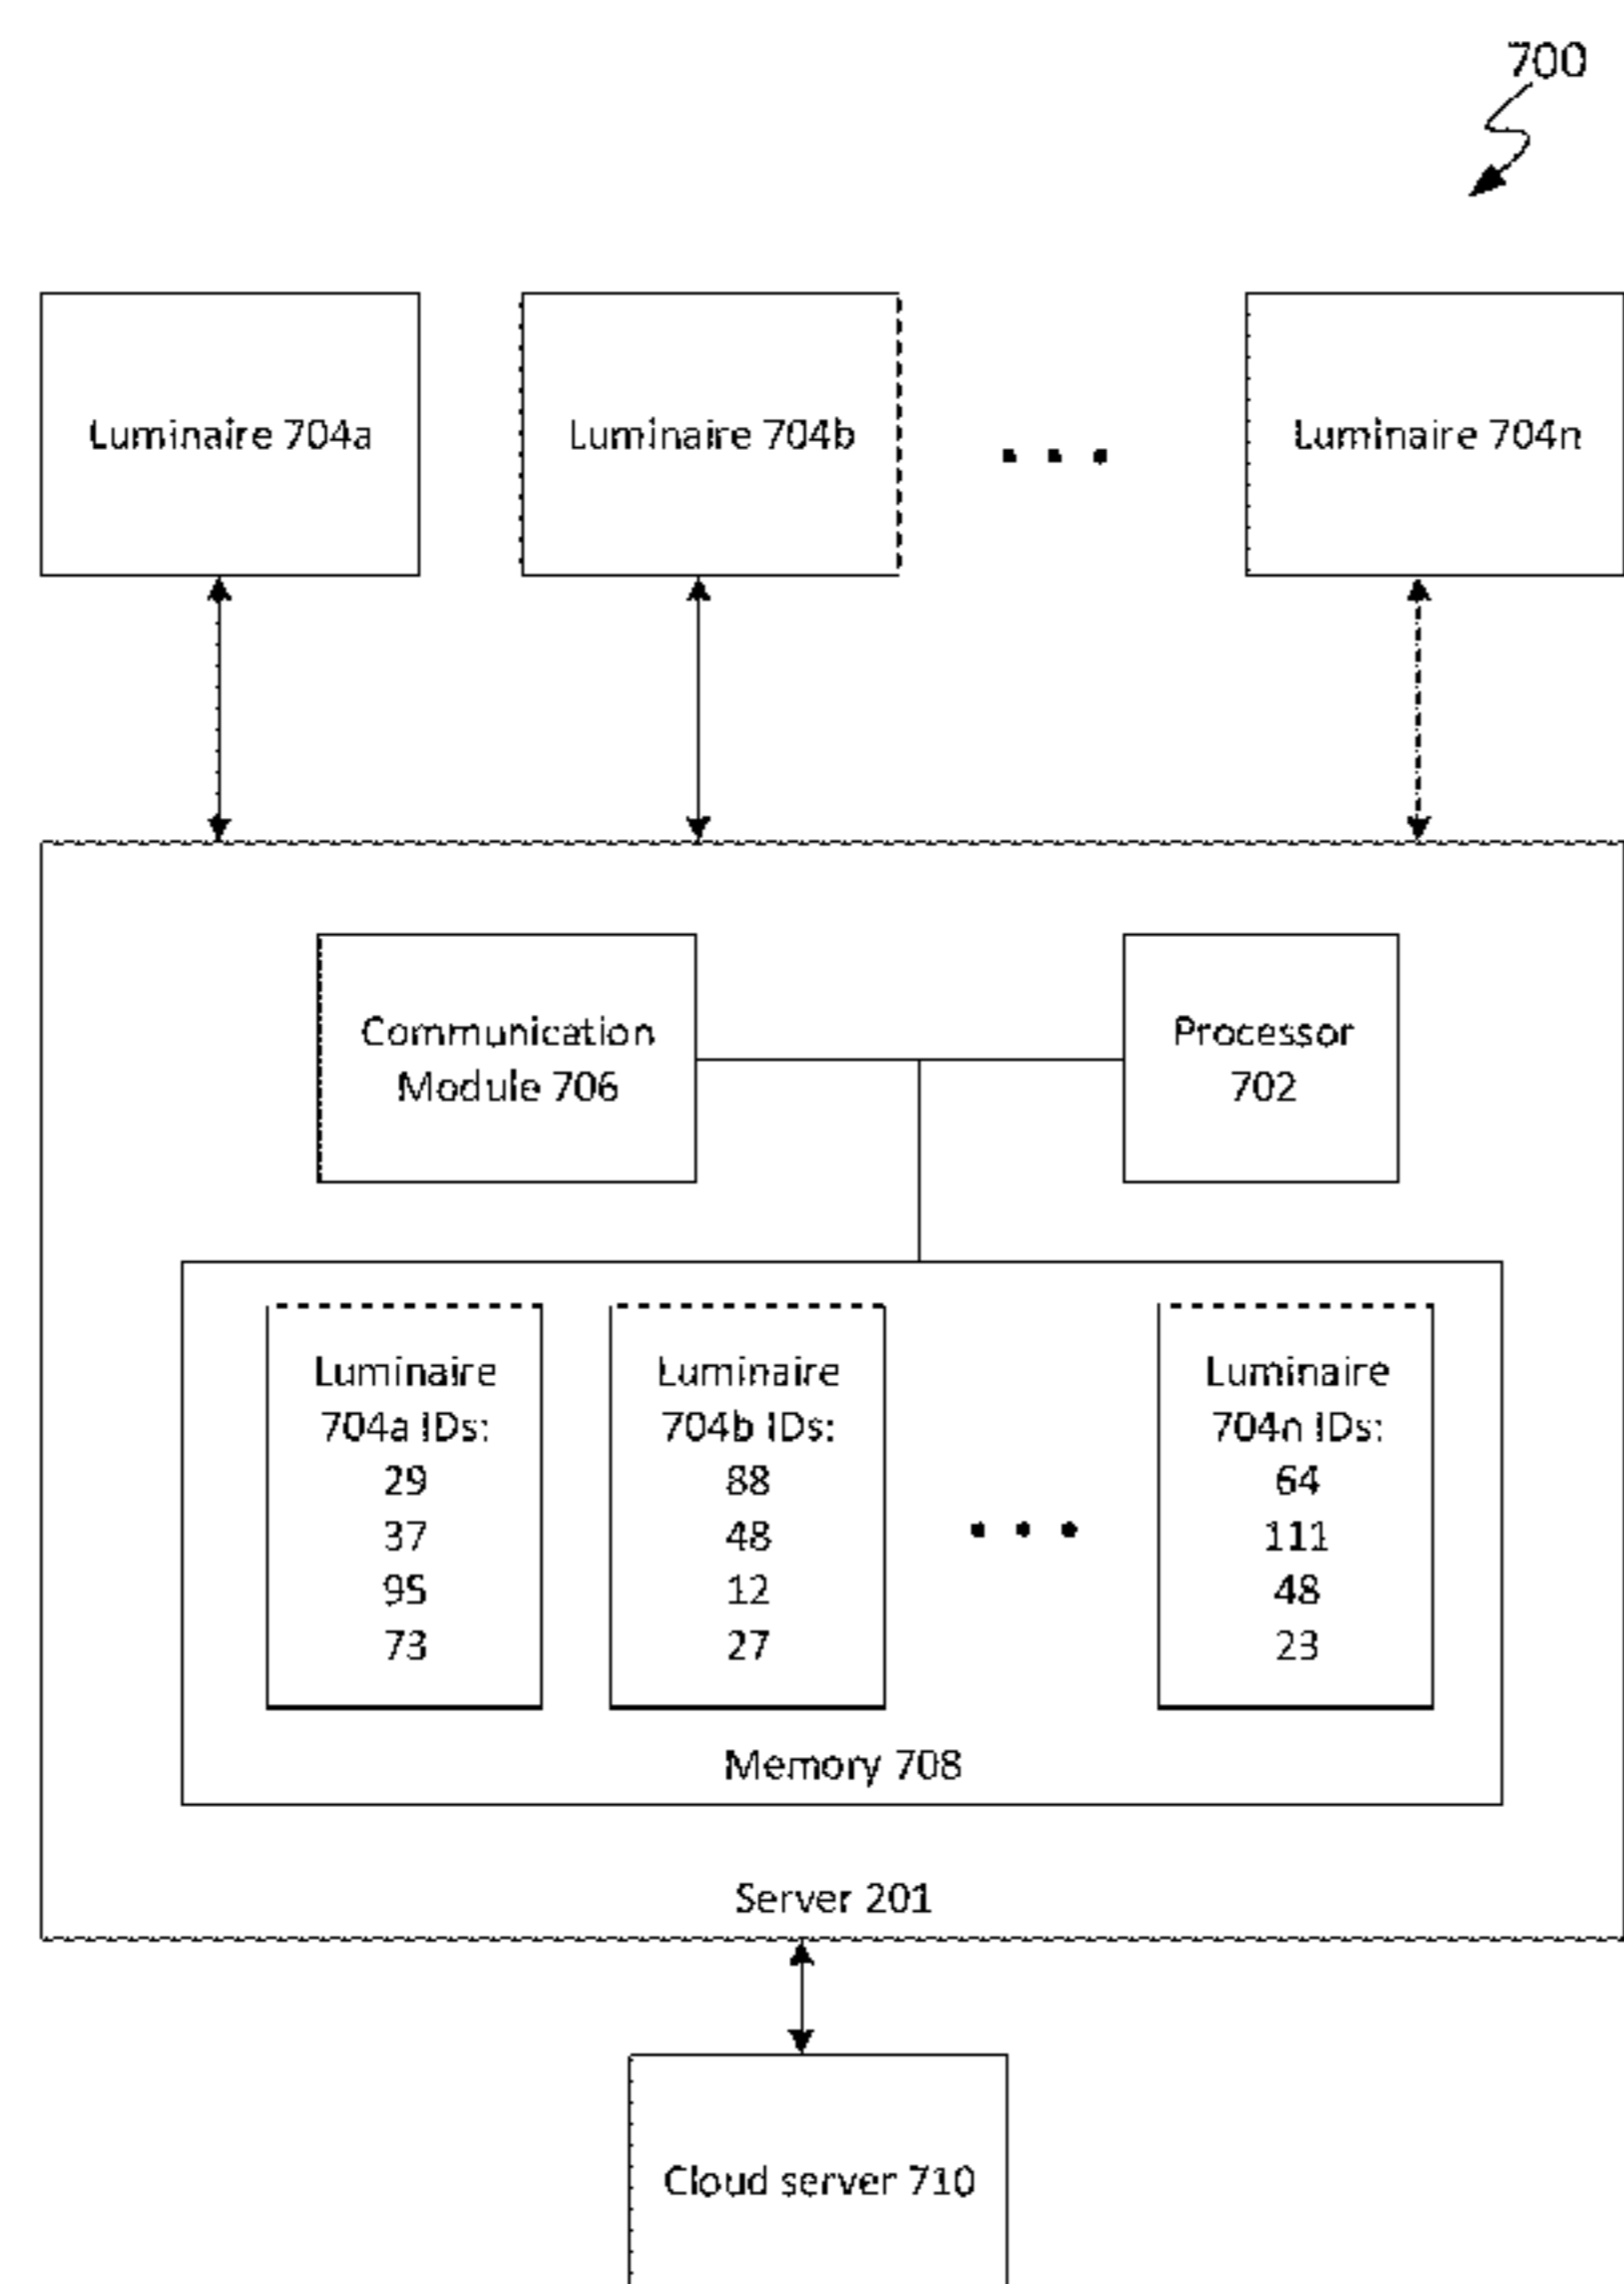 700
Luminaire 704a
Luminaire 704b
Luminaire 704n
Communication
Module 706
Processor
702
Luminaire
704a IDs:
29
37
95
73
Luminaire
704b IDs:
88
48
12
27
Luminaire
704n IDs:
64
111
48
23
Memory 708
Server 201
Cloud server 710